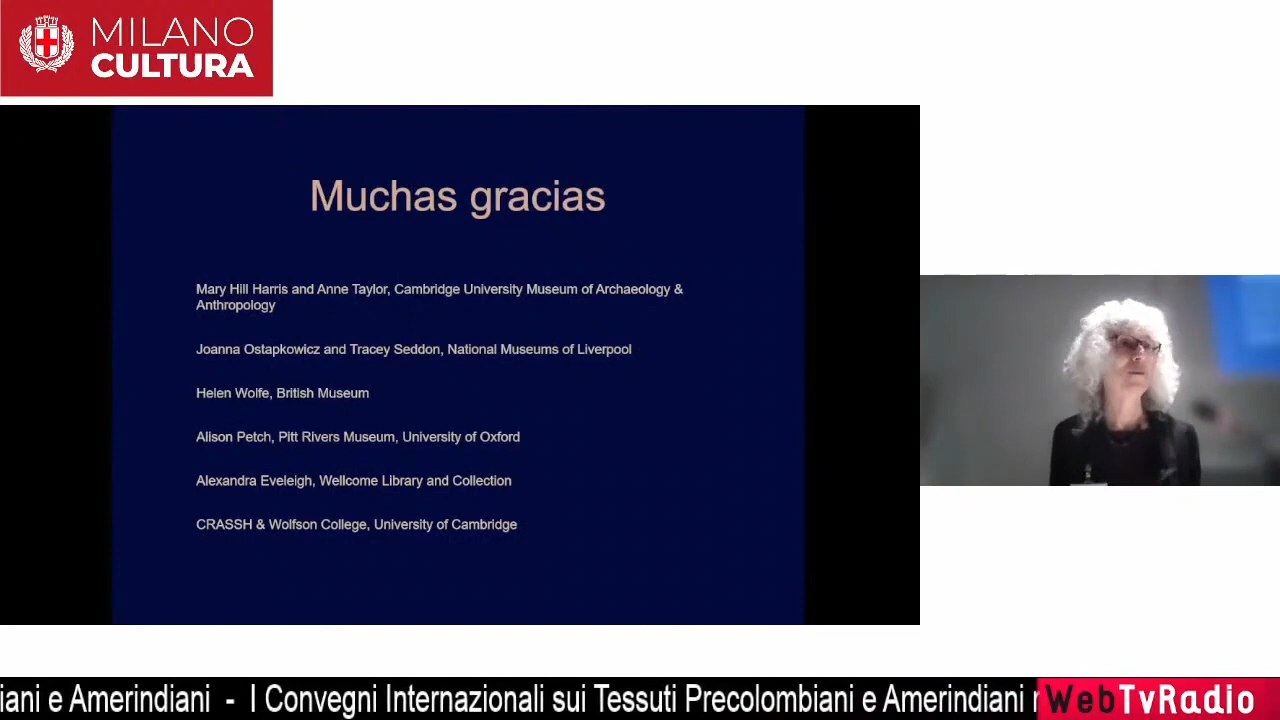 MILANO
CULTURA
Muchas gracias
Mary Hill Harris and Anne Taylor, Cambridge University Museum of Archaeology &
Anthropology
Joanna Ostapkowicz and Tracey Seddon, National Museums of Liverpool
Helen Wolfe, British Museum
Alison Petch, Pitt Rivers Museum, University of Oxford
Alexandra Eveleigh, Wellcome Library and Collection
CRASSH & Wolfson College, University of Cambridge
iani e Amerindiani - I Convegni Internazionali sui Tessuti Precolombiani e Amerindiani
WebTvRadio